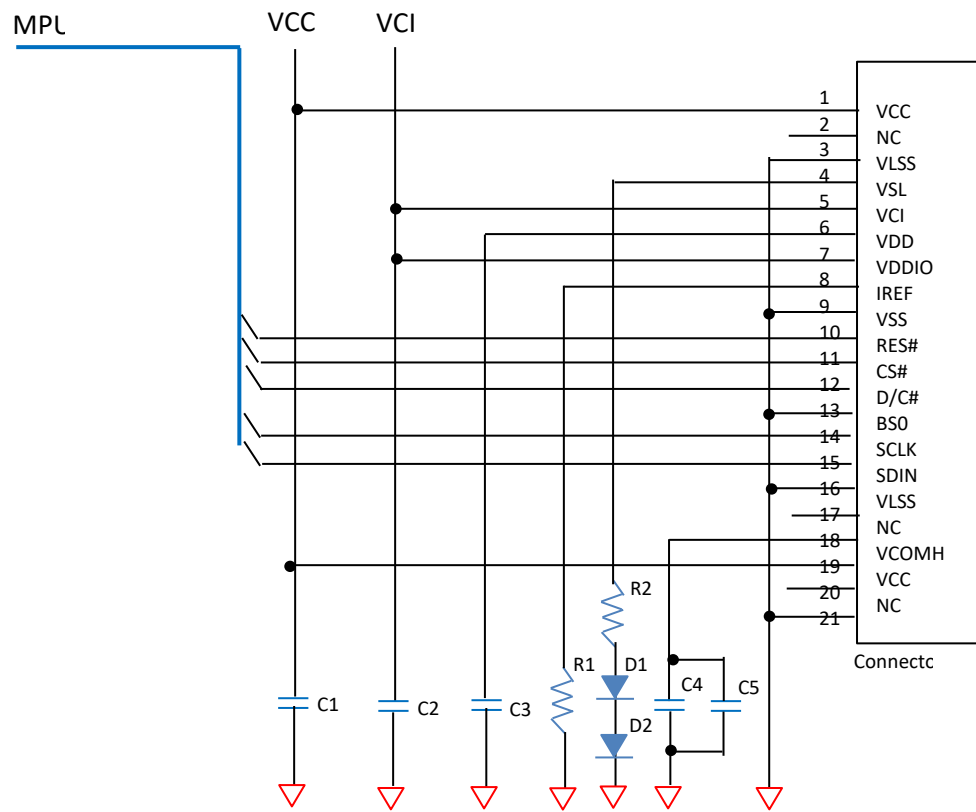 MPL
VCC
VCI
1
VCC
2
NC
3
VLSS
4
VSL
5
VCI
6
VDD
7
VDDIO
8
IREF
9
VSS
10
RES#
11
CS#
12
D/C#
13
BS0
14
SCLK
15
SDIN
16
VLSS
17
NC
18
VCOMH
19
VCC
20
NC
21
Connectc
R2
R1
D1
D2
C1
C2
C3
C4
C5